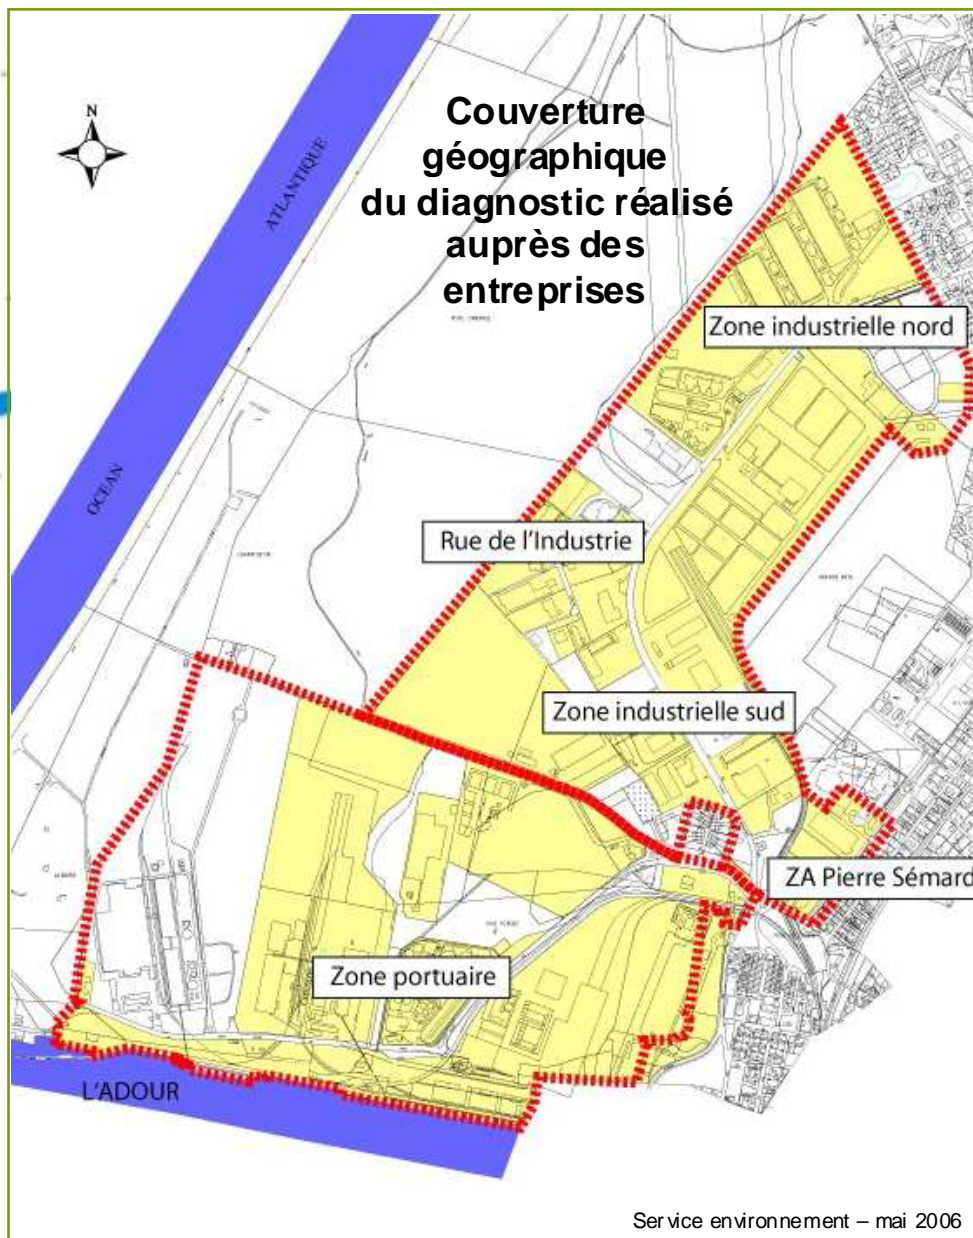 N
Couverture
géographique
du diagnostic réalisé
auprès des
entreprises
ATLANTIQUE
OCEAN
Zone industrielle nord
Rue de l'Industrie
Zone industrielle sud
ZA Pierre Sémard
Zone portuaire
L'ADOUR
Service environnement – mai 2006